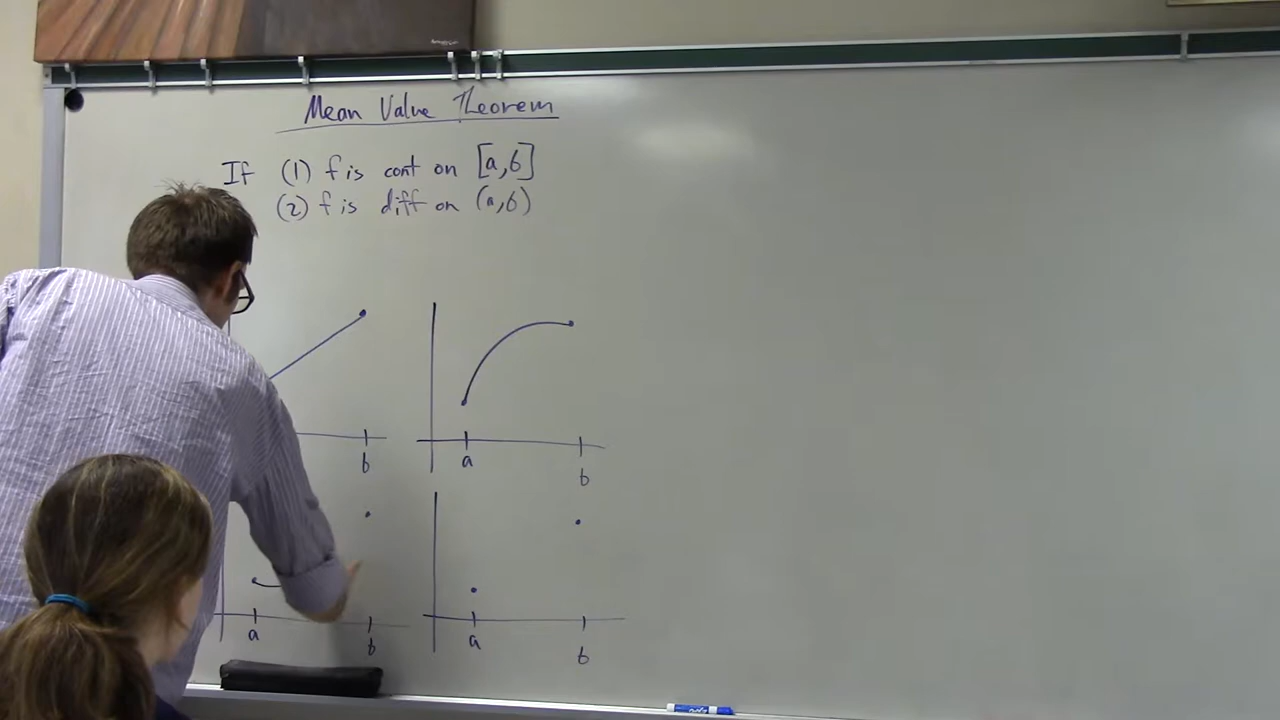 Mean Value Theorem
If (1) f is cont on [a,b]
(2) f is diff on (a,b)
b
a
b
a
b
a
b